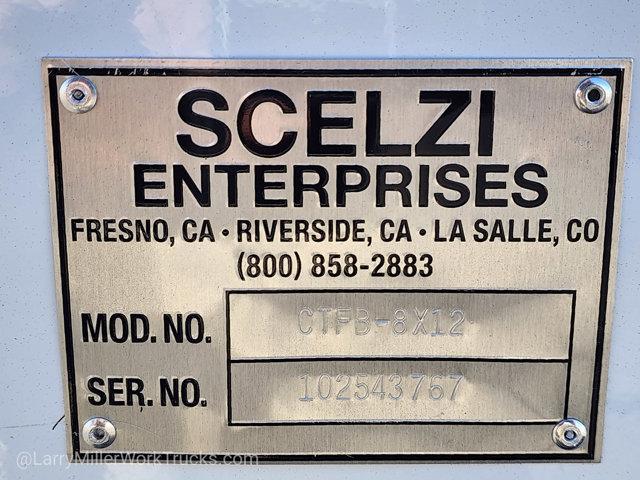 SCELZI
ENTERPRISES
FRESNO, CA • RIVERSIDE, CA • LA SALLE, CO
(800) 858-2883
MOD. NO. CTFB-8X12
SER. NO. 102543767
@LarryMillerWorkTrucks.com